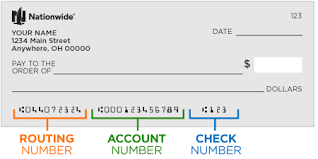 Nationwide®
123
YOUR NAME
1234 Main Street
Anywhere, OH 00000
DATE
PAY TO THE
ORDER OF
$
DOLLARS
⑆044072324⑆ ⑆000123456789⑆ ⑆123
ROUTING NUMBER
ACCOUNT NUMBER
CHECK NUMBER